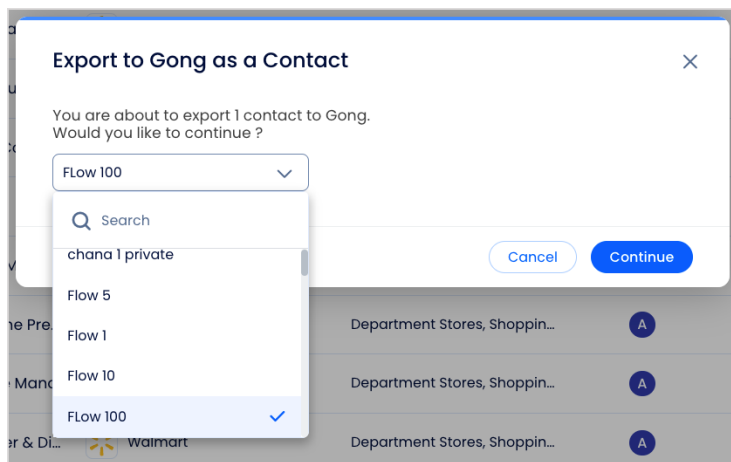 Export to Gong as a Contact
You are about to export 1 contact to Gong.
Would you like to continue ?
FLow 100
Search
chana 1 private
Flow 5
Flow 1
Flow 10
FLow 100
Cancel
Continue
Department Stores, Shoppin...
A
Department Stores, Shoppin...
A
er & Di... Walmart
Department Stores, Shoppin...
A